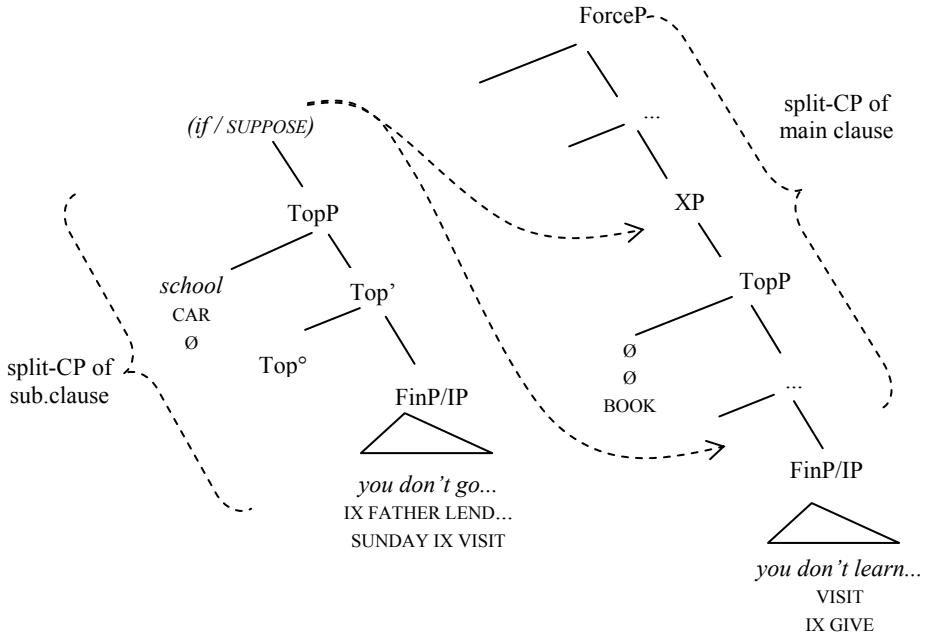 ForceP
split-CP of
main clause
...
(if / SUPPOSE)
XP
TopP
TopP
school
CAR
Ø
Top’
Ø
Ø
BOOK
split-CP of
sub.clause
Top°
...
FinP/IP
FinP/IP
you don’t go...
IX FATHER LEND...
SUNDAY IX VISIT
you don’t learn...
VISIT
IX GIVE